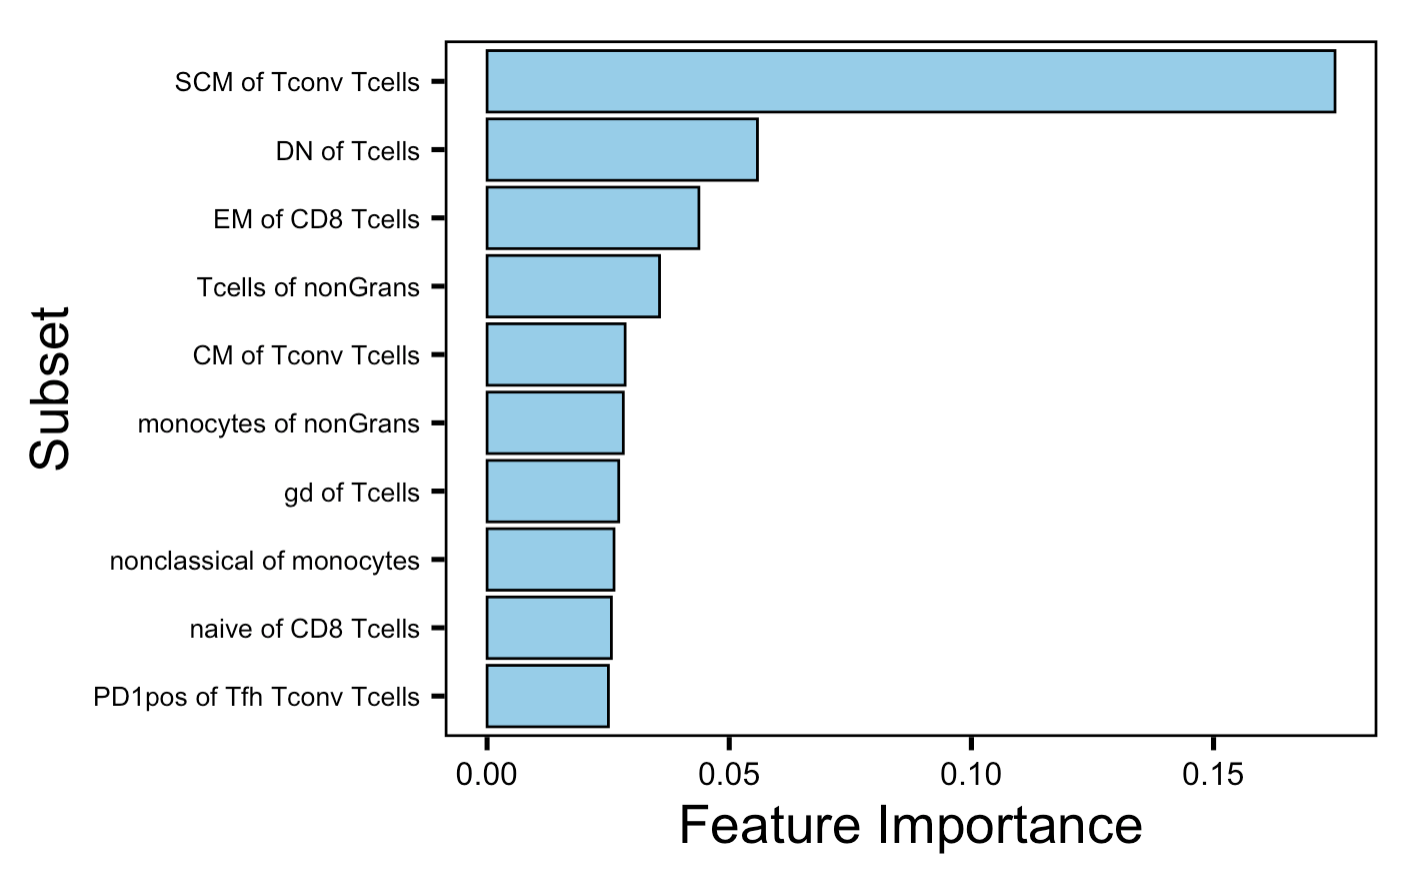 SCM of Tconv Tcells
DN of Tcells
EM of CD8 Tcells
Tcells of nonGrans
CM of Tconv Tcells
monocytes of nonGrans
gd of Tcells
nonclassical of monocytes
naive of CD8 Tcells
PD1pos of Tfh Tconv Tcells
Subset
0.00 0.05 0.10 0.15
Feature Importance